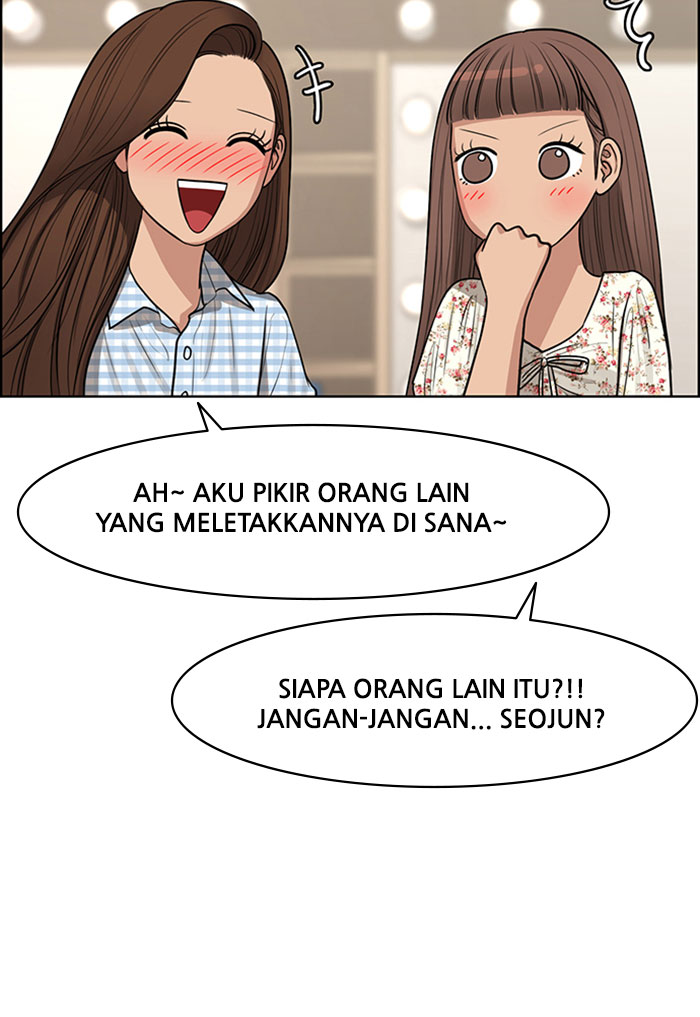 AH~ AKU PIKIR ORANG LAIN
YANG MELETAKKANNYA DI SANA~
SIAPA ORANG LAIN ITU?!!
JANGAN-JANGAN... SEOJUN?